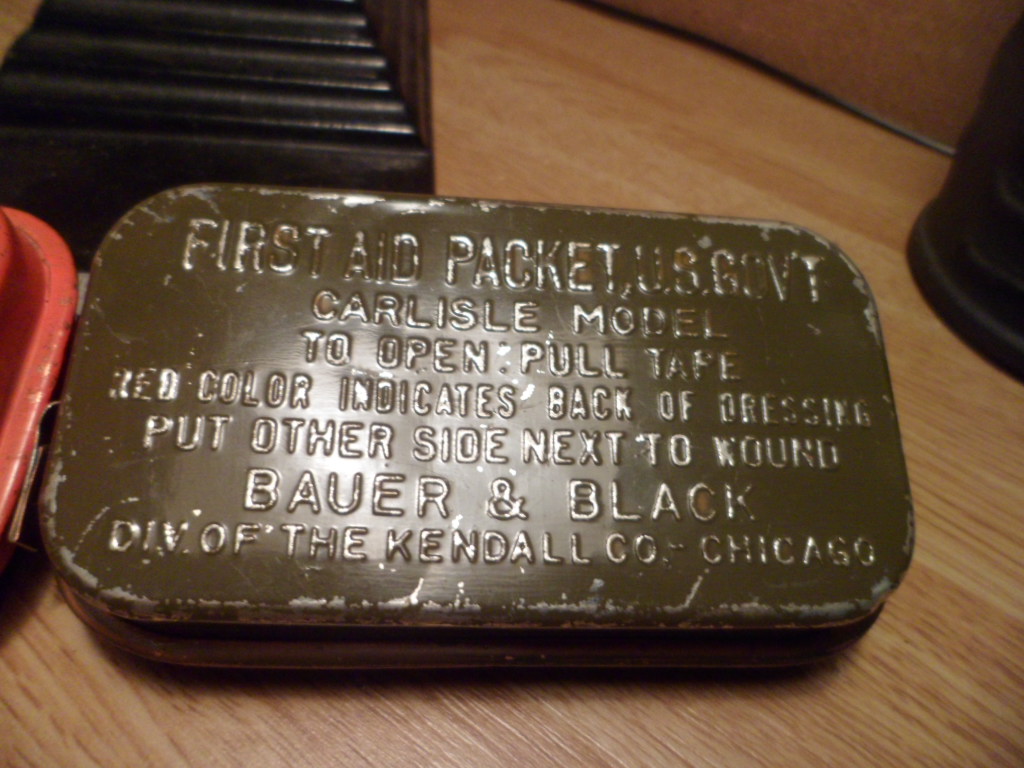 FIRST AID PACKET, U.S. GOV'T
CARLISLE MODEL
TO OPEN: PULL TAPE
RED COLOR INDICATES BACK OF DRESSING
PUT OTHER SIDE NEXT TO WOUND
BAUER & BLACK
DIV. OF THE KENDALL CO. - CHICAGO